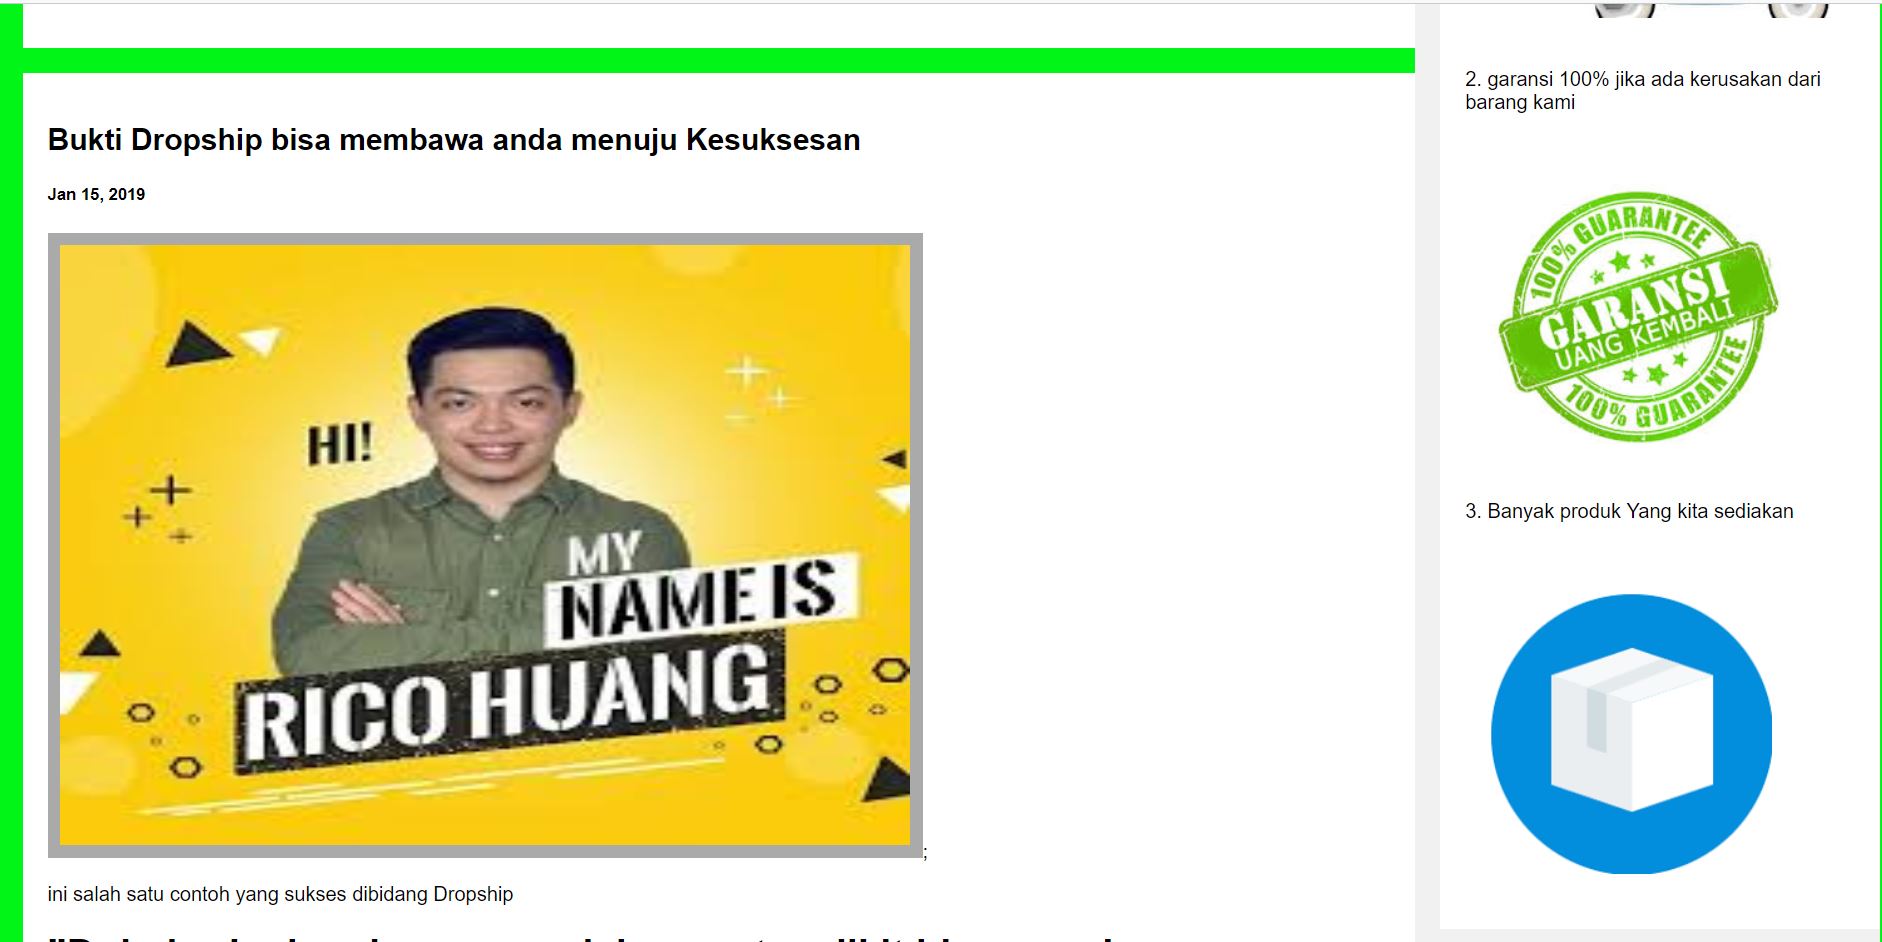 Bukti Dropship bisa membawa anda menuju Kesuksesan
Jan 15, 2019
HI!
MY
NAME IS
RICO HUANG
;
ini salah satu contoh yang sukses dibidang Dropship
2. garansi 100% jika ada kerusakan dari
barang kami
100% GUARANTEE
GARANSI
UANG KEMBALI
100% GUARANTEE
3. Banyak produk Yang kita sediakan